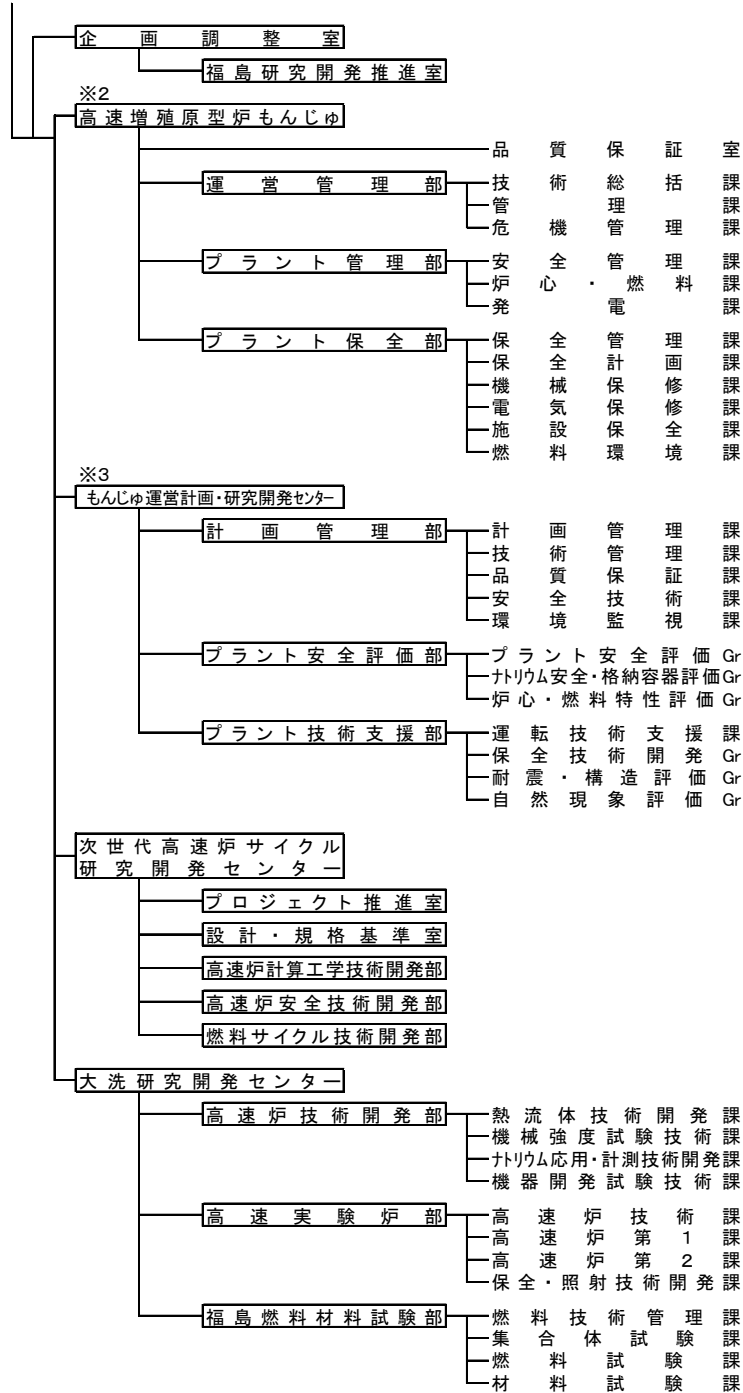 企画調整室
福島研究開発推進室
※2
高速増殖原型炉もんじゅ
品質保証室
運営管理部
技術総括課
管理課
危機管理課
プラント管理部
安全管理課
炉心・燃料課
発電課
プラント保全部
保全管理課
保全計画課
機械保修課
電気保修課
施設保全課
燃料環境課
※3
もんじゅ運営計画・研究開発センター
計画管理部
計画管理課
技術管理課
品質保証課
安全技術課
環境監視課
プラント安全評価部
プラント安全評価Gr
ナトリウム安全・格納容器評価Gr
炉心・燃料特性評価Gr
プラント技術支援部
運転技術支援課
保全技術開発Gr
耐震・構造評価Gr
自然現象評価Gr
次世代高速炉サイクル
研究開発センター
プロジェクト推進室
設計・規格基準室
高速炉計算工学技術開発部
高速炉安全技術開発部
燃料サイクル技術開発部
大洗研究開発センター
高速炉技術開発部
熱流体技術開発課
機械強度試験技術課
ナトリウム応用・計測技術開発課
機器開発試験技術課
高速実験炉部
高速炉技術課
高速炉第1課
高速炉第2課
保全・照射技術開発課
福島燃料材料試験部
燃料技術管理課
集合体試験課
燃料試験課
材料試験課